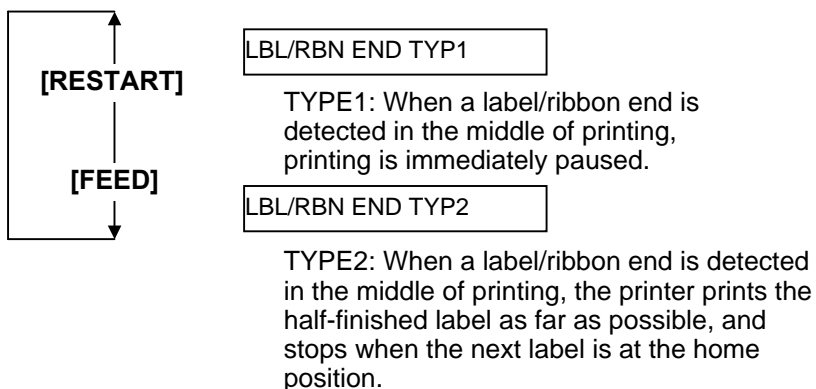 [RESTART]
[FEED]
LBL/RBN END TYP1
TYPE1: When a label/ribbon end is
detected in the middle of printing,
printing is immediately paused.
LBL/RBN END TYP2
TYPE2: When a label/ribbon end is detected
in the middle of printing, the printer prints the
half-finished label as far as possible, and
stops when the next label is at the home
position.